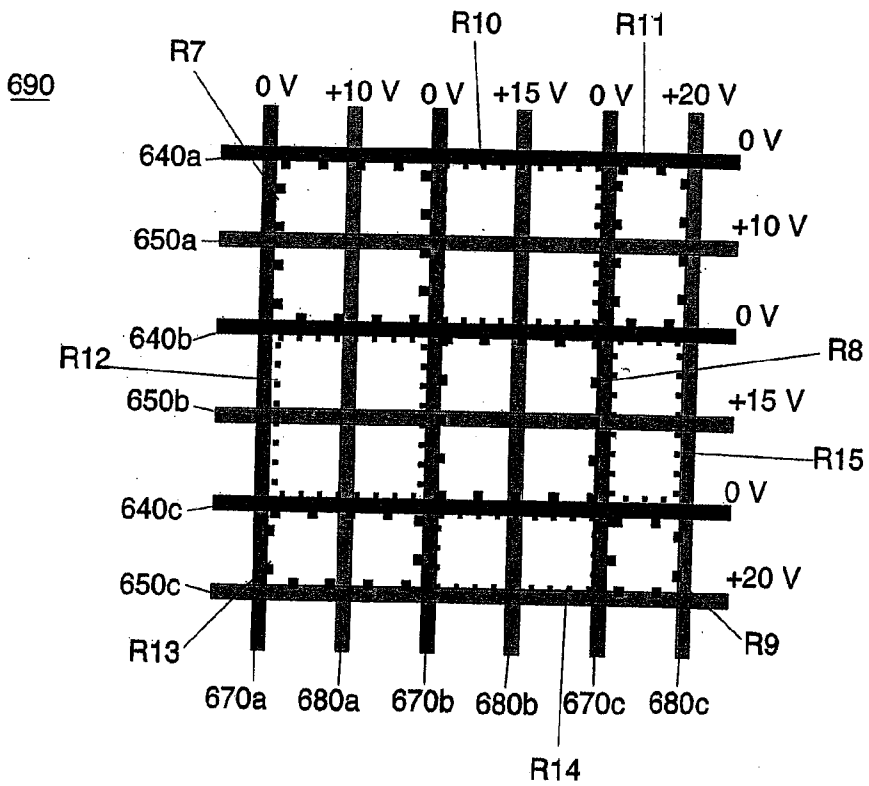 R10
R11
R7
690
0 V
+10 V
0 V
+15 V
0 V
+20 V
0 V
640a
650a
+10 V
0 V
640b
R12
R8
650b
+15 V
R15
0 V
640c
650c
+20 V
R13
R9
670a
680a
670b
680b
670c
680c
R14